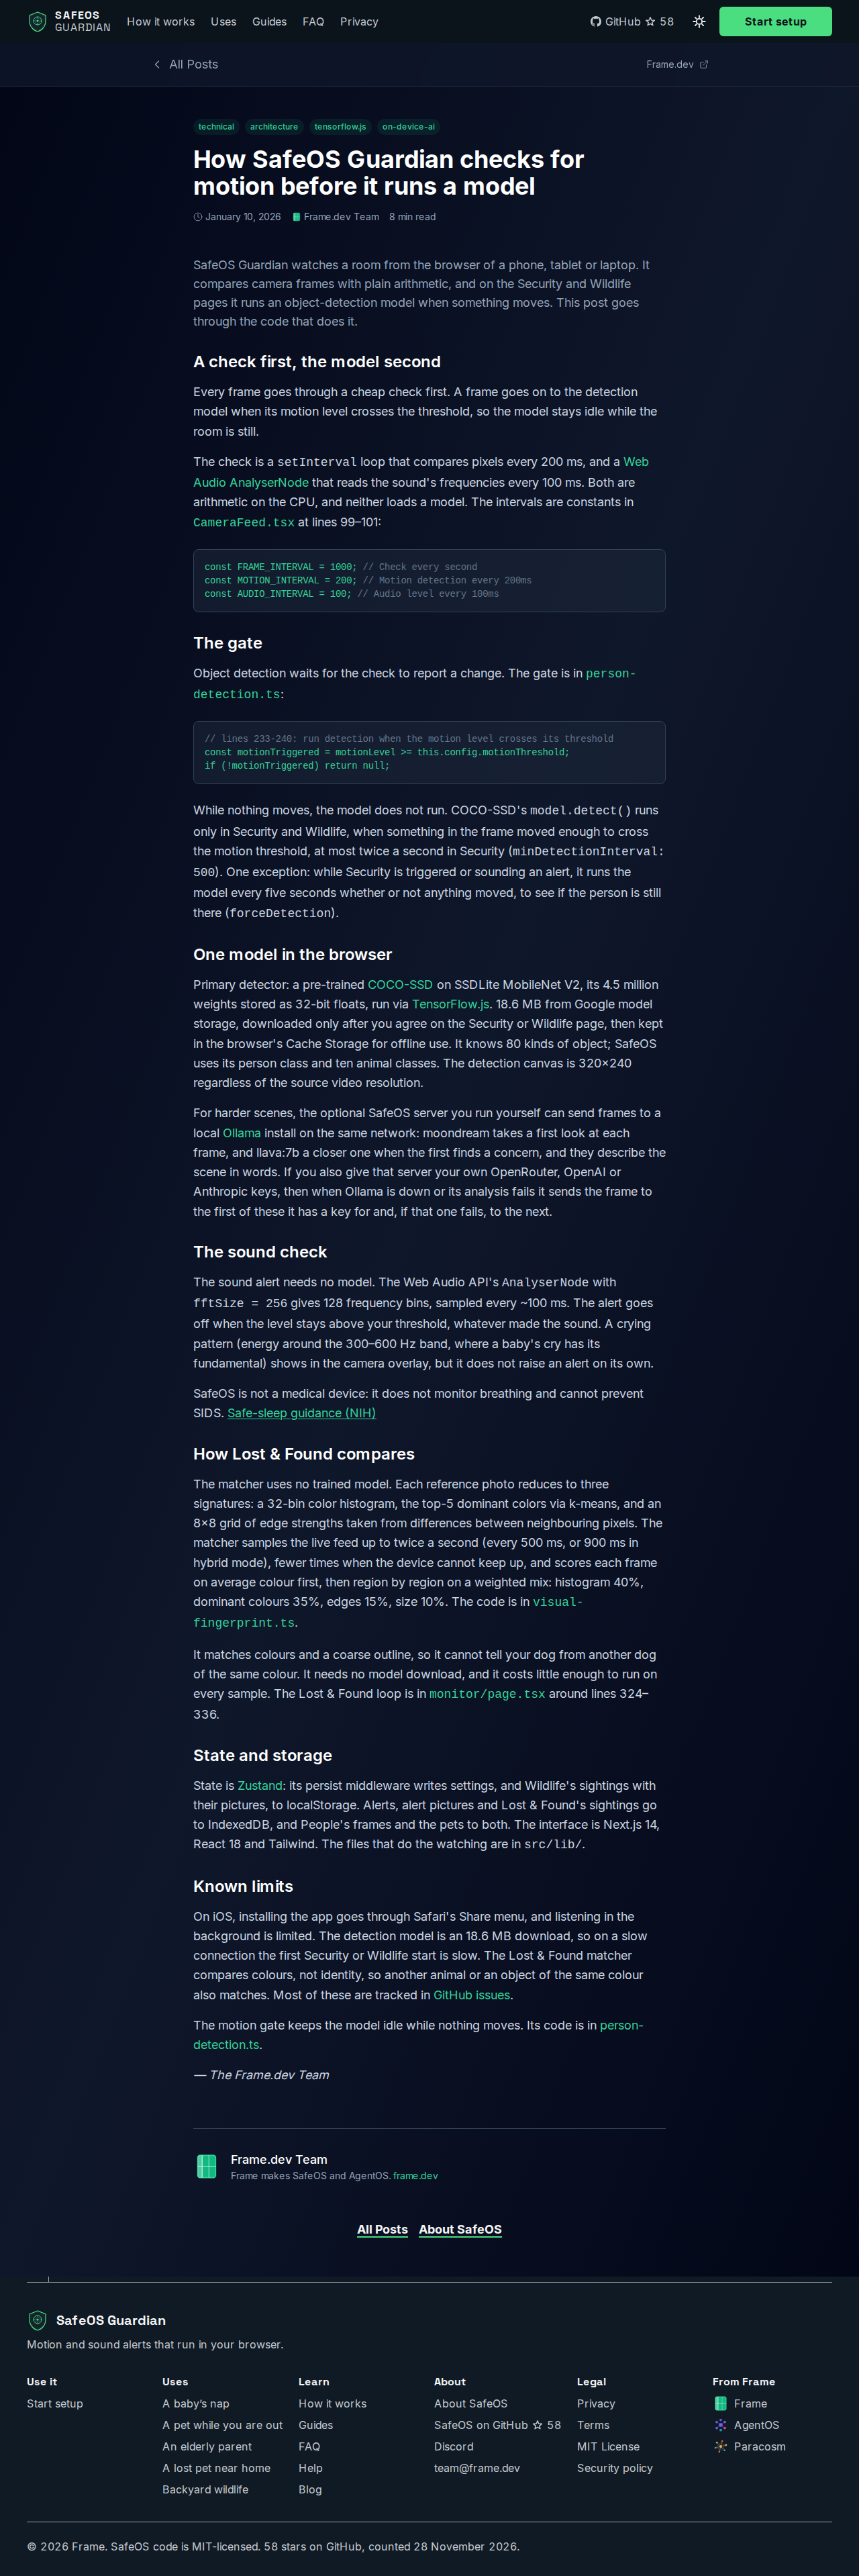 SAFEOS
GUARDIAN
How it works
Uses
Guides
FAQ
Privacy
GitHub ☆ 58
Start setup
All Posts
Frame.dev
technical
architecture
tensorflow.js
on-device-ai
How SafeOS Guardian checks for
motion before it runs a model
January 10, 2026
Frame.dev Team
8 min read
SafeOS Guardian watches a room from the browser of a phone, tablet or laptop. It
compares camera frames with plain arithmetic, and on the Security and Wildlife
pages it runs an object-detection model when something moves. This post goes
through the code that does it.
A check first, the model second
Every frame goes through a cheap check first. A frame goes on to the detection
model when its motion level crosses the threshold, so the model stays idle while the
room is still.
The check is a setInterval loop that compares pixels every 200 ms, and a Web
Audio AnalyserNode that reads the sound's frequencies every 100 ms. Both are
arithmetic on the CPU, and neither loads a model. The intervals are constants in
CameraFeed.tsx at lines 99–101:
const FRAME_INTERVAL = 1000; // Check every second
const MOTION_INTERVAL = 200; // Motion detection every 200ms
const AUDIO_INTERVAL = 100; // Audio level every 100ms
The gate
Object detection waits for the check to report a change. The gate is in person-
detection.ts:
// lines 233-240: run detection when the motion level crosses its threshold
const motionTriggered = motionLevel >= this.config.motionThreshold;
if (!motionTriggered) return null;
While nothing moves, the model does not run. COCO-SSD's model.detect() runs
only in Security and Wildlife, when something in the frame moved enough to cross
the motion threshold, at most twice a second in Security (minDetectionInterval:
500). One exception: while Security is triggered or sounding an alert, it runs the
model every five seconds whether or not anything moved, to see if the person is still
there (forceDetection).
One model in the browser
Primary detector: a pre-trained COCO-SSD on SSDLite MobileNet V2, its 4.5 million
weights stored as 32-bit floats, run via TensorFlow.js. 18.6 MB from Google model
storage, downloaded only after you agree on the Security or Wildlife page, then kept
in the browser's Cache Storage for offline use. It knows 80 kinds of object; SafeOS
uses its person class and ten animal classes. The detection canvas is 320×240
regardless of the source video resolution.
For harder scenes, the optional SafeOS server you run yourself can send frames to a
local Ollama install on the same network: moondream takes a first look at each
frame, and llava:7b a closer one when the first finds a concern, and they describe the
scene in words. If you also give that server your own OpenRouter, OpenAI or
Anthropic keys, then when Ollama is down or its analysis fails it sends the frame to
the first of these it has a key for and, if that one fails, to the next.
The sound check
The sound alert needs no model. The Web Audio API's AnalyserNode with
fftSize = 256 gives 128 frequency bins, sampled every ~100 ms. The alert goes
off when the level stays above your threshold, whatever made the sound. A crying
pattern (energy around the 300–600 Hz band, where a baby's cry has its
fundamental) shows in the camera overlay, but it does not raise an alert on its own.
SafeOS is not a medical device: it does not monitor breathing and cannot prevent
SIDS. Safe-sleep guidance (NIH)
How Lost & Found compares
The matcher uses no trained model. Each reference photo reduces to three
signatures: a 32-bin color histogram, the top-5 dominant colors via k-means, and an
8×8 grid of edge strengths taken from differences between neighbouring pixels. The
matcher samples the live feed up to twice a second (every 500 ms, or 900 ms in
hybrid mode), fewer times when the device cannot keep up, and scores each frame
on average colour first, then region by region on a weighted mix: histogram 40%,
dominant colours 35%, edges 15%, size 10%. The code is in visual-
fingerprint.ts.
It matches colours and a coarse outline, so it cannot tell your dog from another dog
of the same colour. It needs no model download, and it costs little enough to run on
every sample. The Lost & Found loop is in monitor/page.tsx around lines 324–
336.
State and storage
State is Zustand: its persist middleware writes settings, and Wildlife's sightings with
their pictures, to localStorage. Alerts, alert pictures and Lost & Found's sightings go
to IndexedDB, and People's frames and the pets to both. The interface is Next.js 14,
React 18 and Tailwind. The files that do the watching are in src/lib/.
Known limits
On iOS, installing the app goes through Safari's Share menu, and listening in the
background is limited. The detection model is an 18.6 MB download, so on a slow
connection the first Security or Wildlife start is slow. The Lost & Found matcher
compares colours, not identity, so another animal or an object of the same colour
also matches. Most of these are tracked in GitHub issues.
The motion gate keeps the model idle while nothing moves. Its code is in person-
detection.ts.
— The Frame.dev Team
Frame.dev Team
Frame makes SafeOS and AgentOS. frame.dev
All Posts
About SafeOS
SafeOS Guardian
Motion and sound alerts that run in your browser.
Use it
Start setup
Uses
A baby's nap
A pet while you are out
An elderly parent
A lost pet near home
Backyard wildlife
Learn
How it works
Guides
FAQ
Help
Blog
About
About SafeOS
SafeOS on GitHub ☆ 58
Discord
team@frame.dev
Legal
Privacy
Terms
MIT License
Security policy
From Frame
Frame
AgentOS
Paracosm
© 2026 Frame. SafeOS code is MIT-licensed. 58 stars on GitHub, counted 28 November 2026.